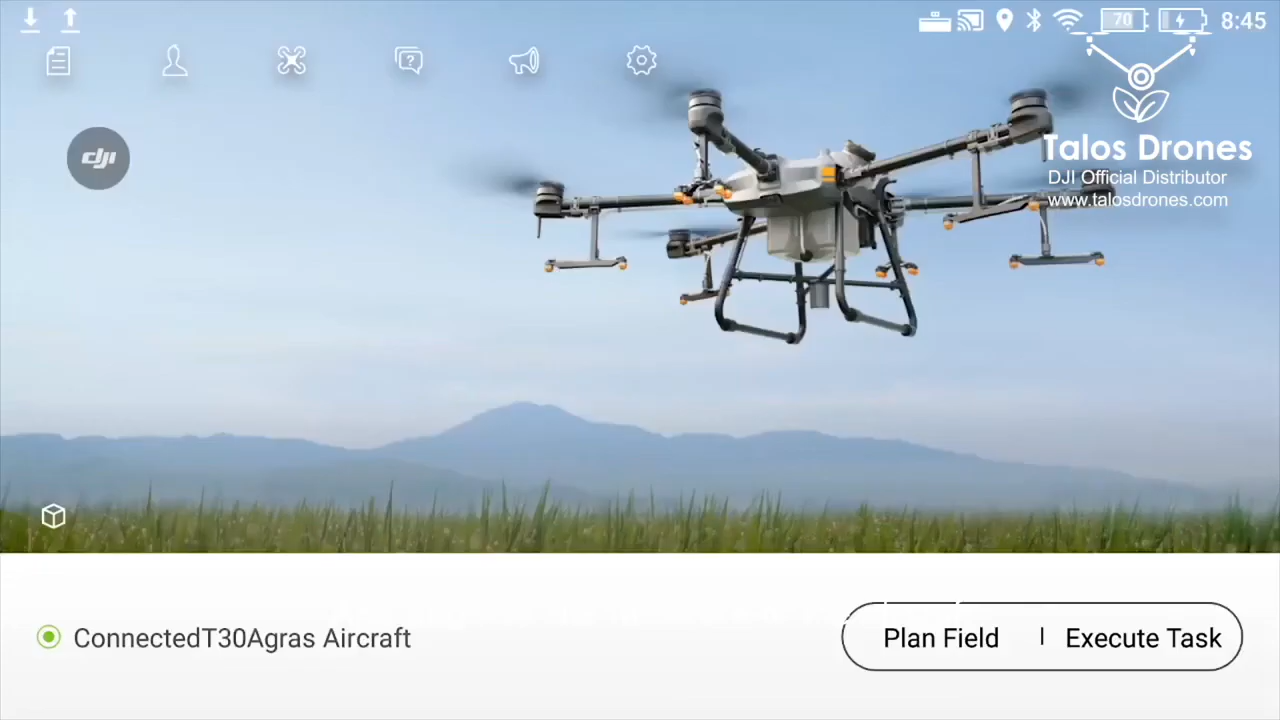 70
8:45
dji
Talos Drones
DJI Official Distributor
www.talosdrones.com
ConnectedT30Agras Aircraft
Plan Field | Execute Task